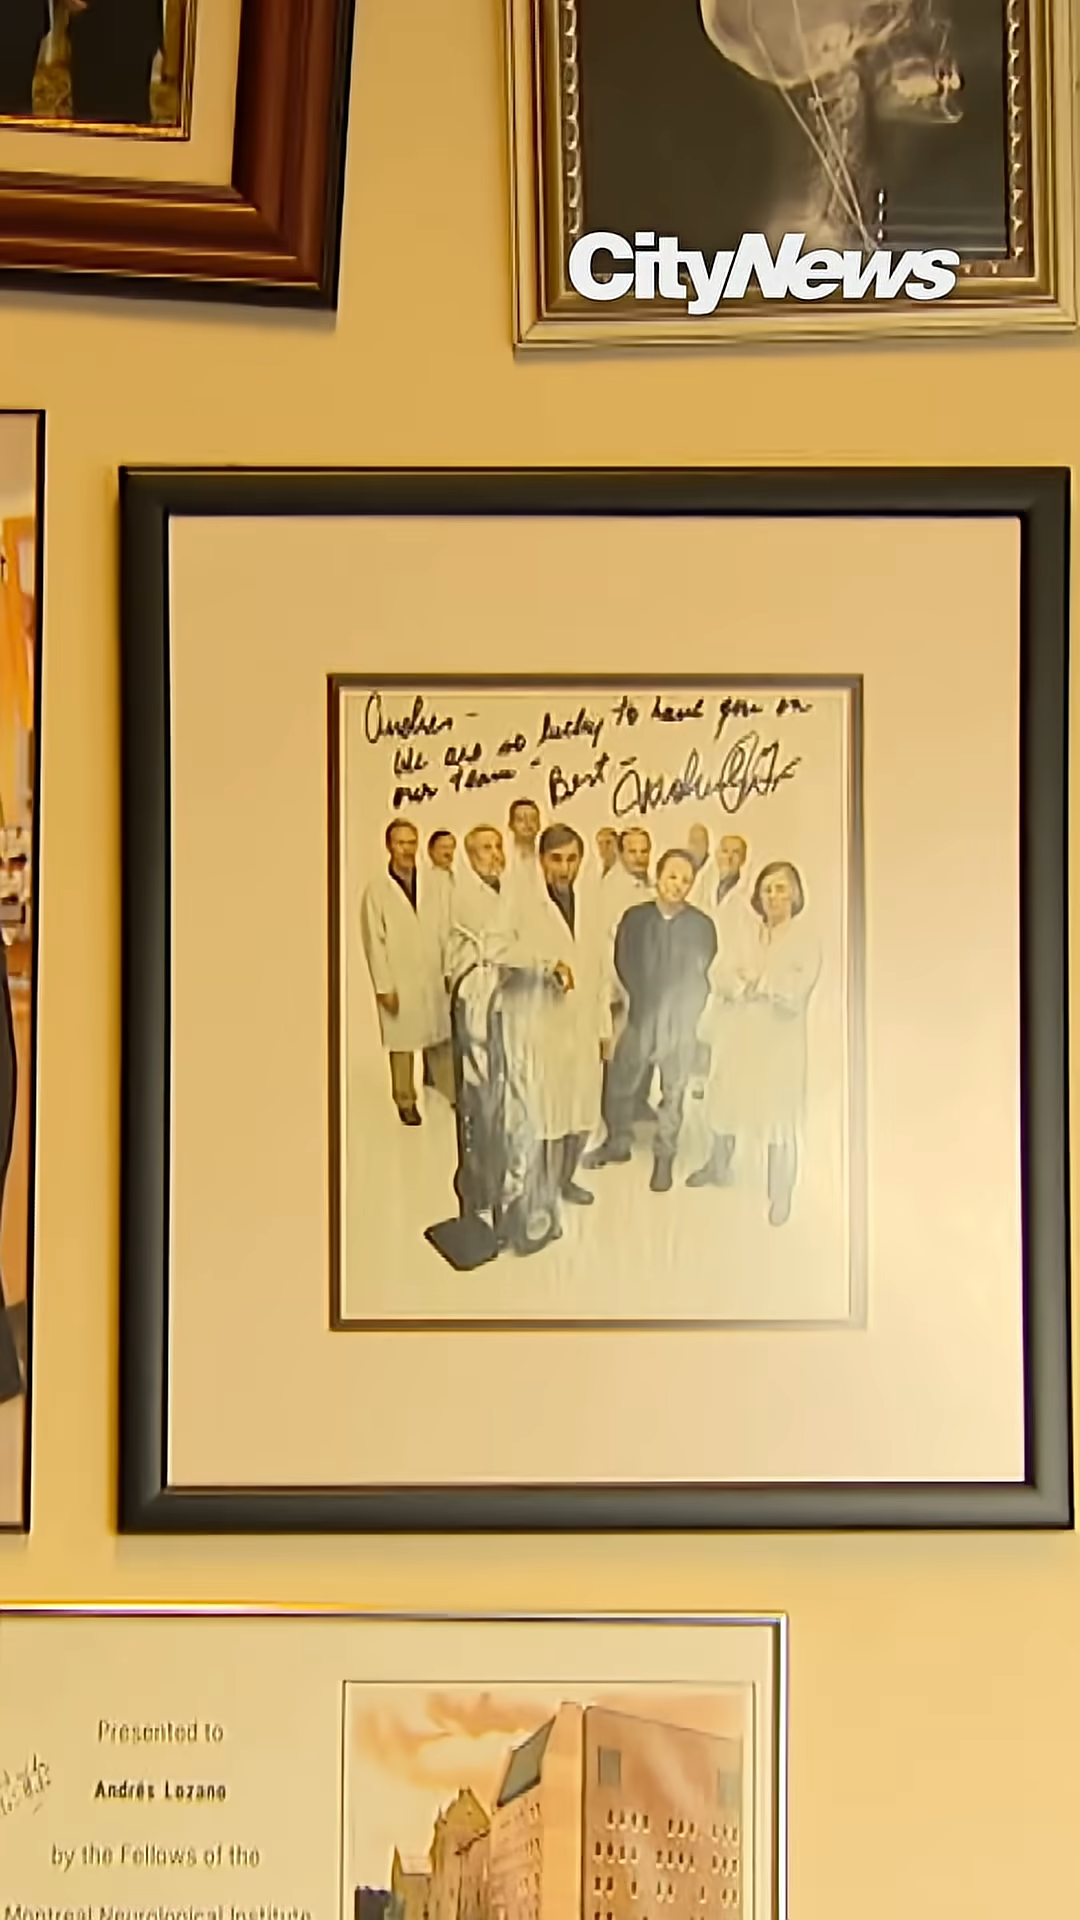 CityNews
Andres -
We are so lucky to have you on
our team - Best -
Presented to
Andrés Lozano
by the Fellows of the
Montreal Neurological Institute